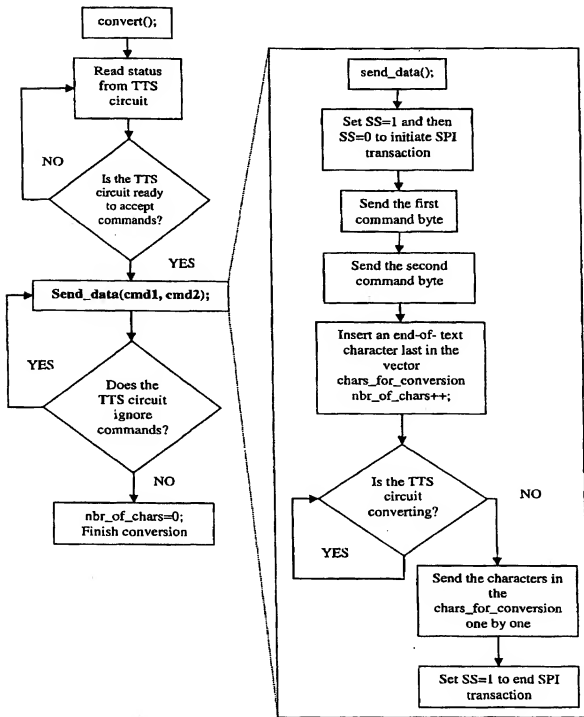 convert();
Read status
from TTS
circuit
NO
Is the TTS
circuit ready
to accept
commands?
YES
Send_data(cmd1, cmd2);
YES
Does the
TTS circuit
ignore
commands?
NO
nbr_of_chars=0;
Finish conversion
send_data();
Set SS=1 and then
SS=0 to initiate SPI
transaction
Send the first
command byte
Send the second
command byte
Insert an end-of- text
character last in the
vector
chars_for_conversion
nbr_of_chars++;
Is the TTS
circuit
converting?
NO
YES
Send the characters in
the
chars_for_conversion
one by one
Set SS=1 to end SPI
transaction